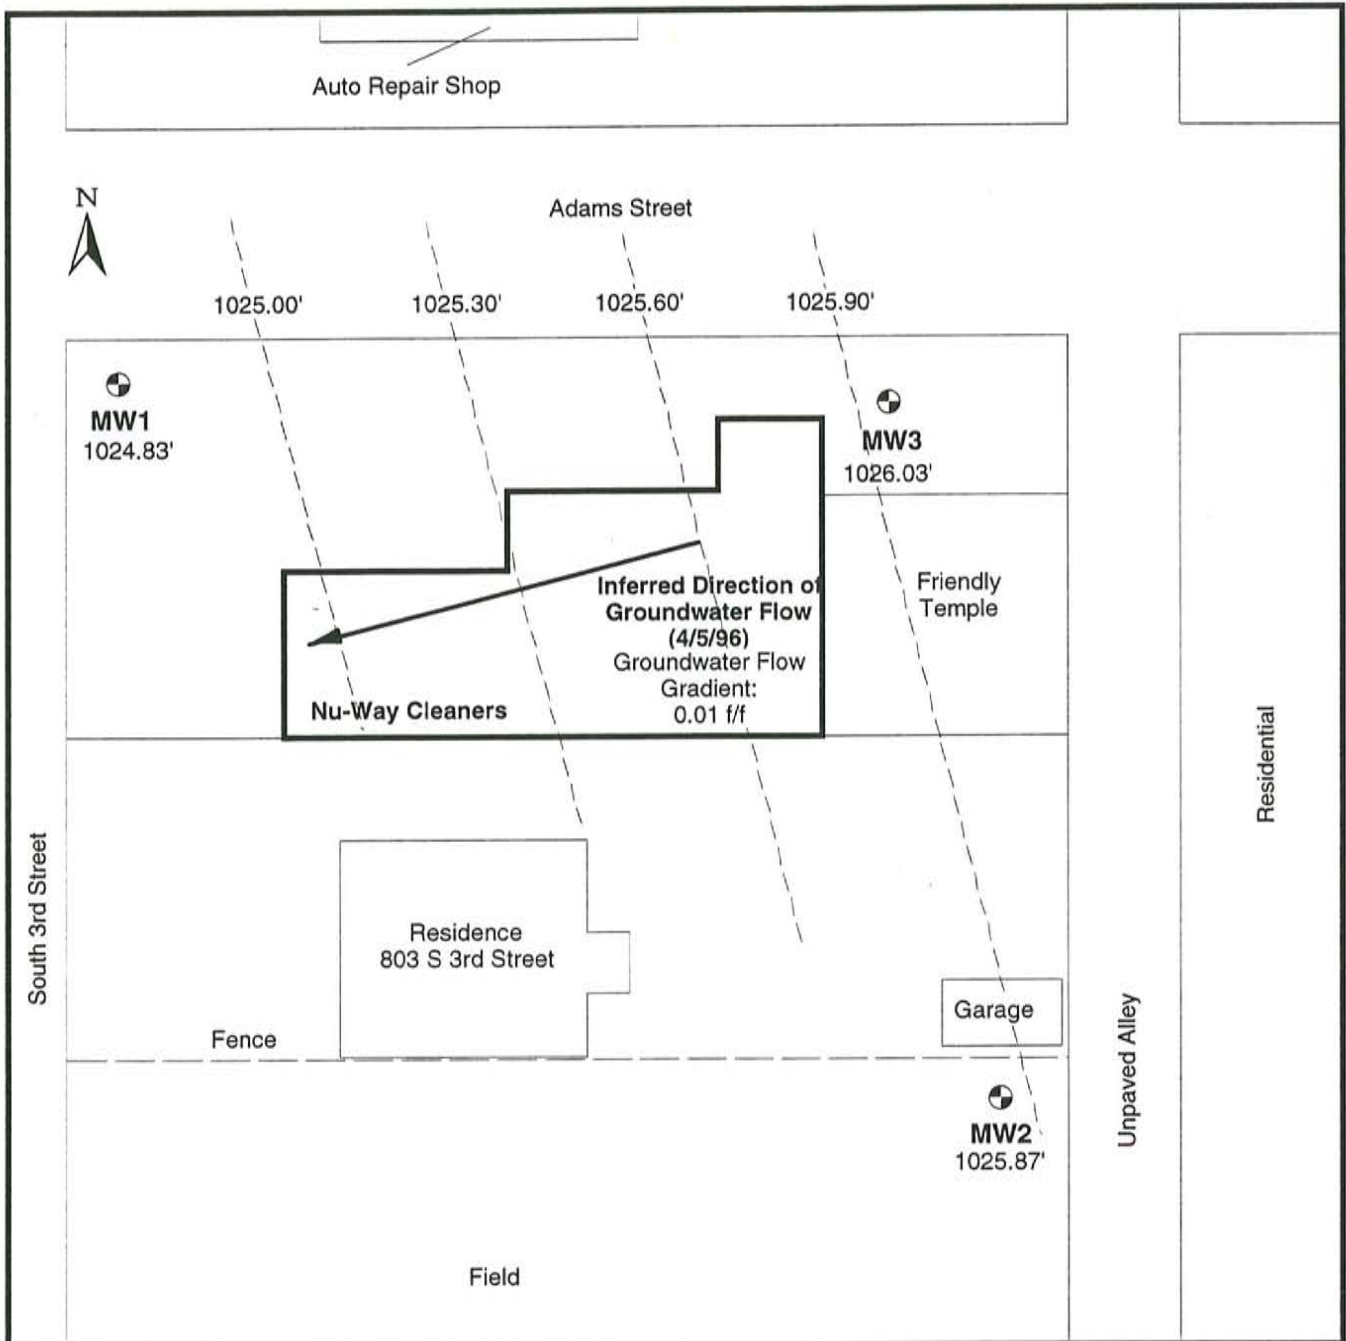 Auto Repair Shop
N
Adams Street
1025.00'
1025.30'
1025.60'
1025.90'
MW1
1024.83'
MW3
1026.03'
Inferred Direction of
Groundwater Flow
(4/5/96)
Groundwater Flow
Gradient:
0.01 f/f
Friendly
Temple
Nu-Way Cleaners
Residential
South 3rd Street
Residence
803 S 3rd Street
Garage
Unpaved Alley
Fence
MW2
1025.87'
Field